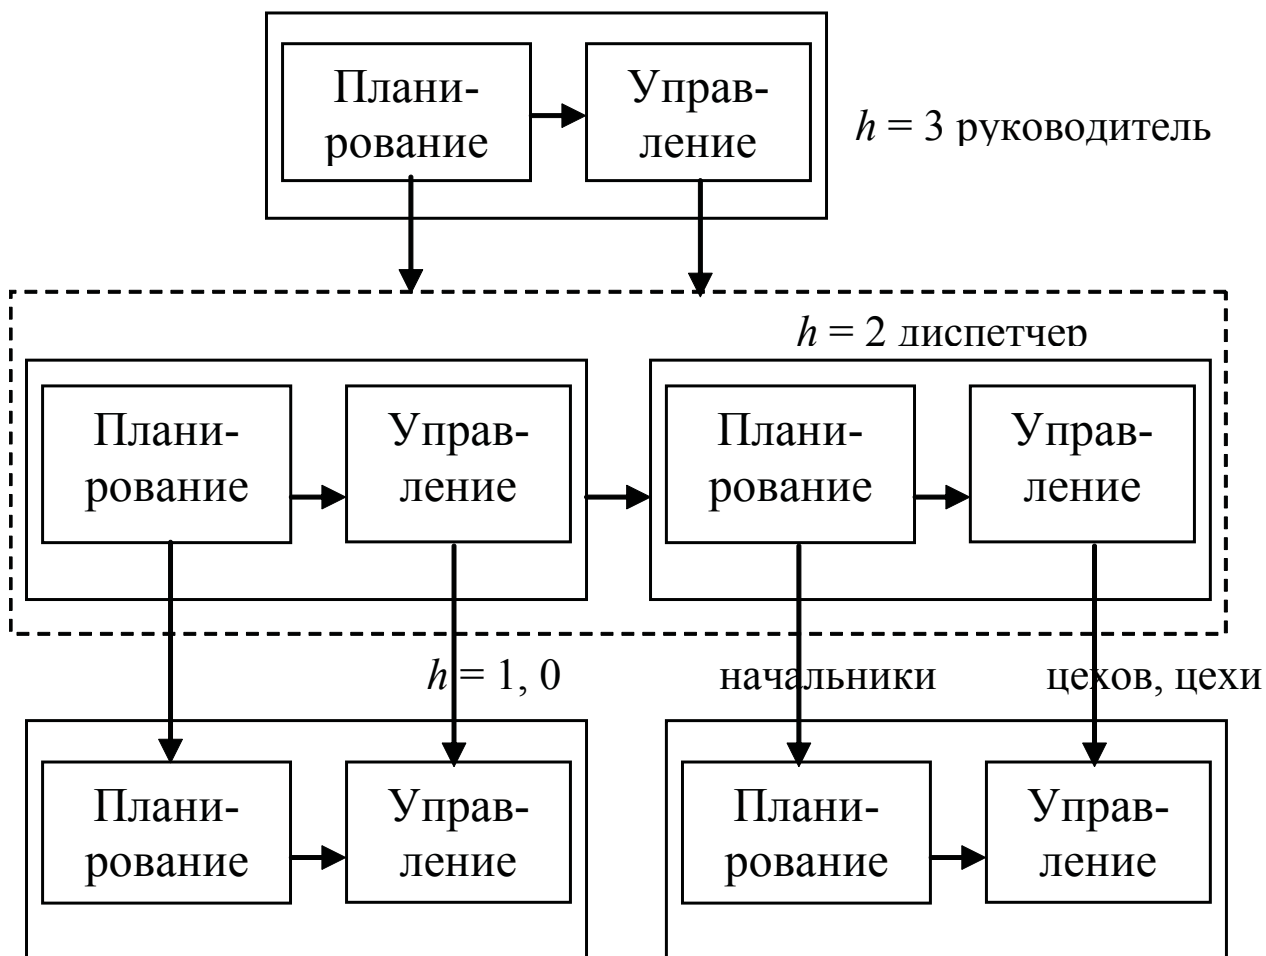 Плани-
рование
Управ-
ление
h = 3 руководитель
h = 2 диспетчер
Плани-
рование
Управ-
ление
Плани-
рование
Управ-
ление
h = 1, 0 начальники цехов, цехи
Плани-
рование
Управ-
ление
Плани-
рование
Управ-
ление